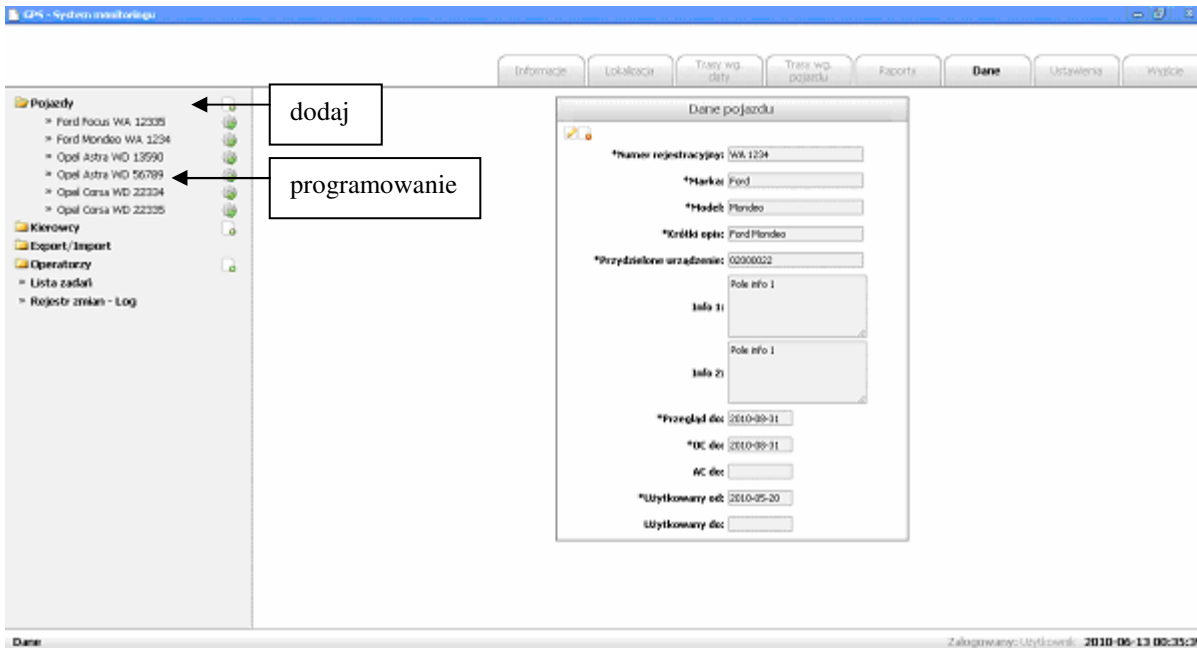 GPS - System monitoringu
Informacje
Lokalizacja
Trasy wg. daty
Trasy wg. pojazdu
Raporty
Dane
Ustawienia
Wyjście
Pojazdy
» Ford Focus WA 12335
» Ford Mondeo WA 1234
» Opel Astra WD 13590
» Opel Astra WD 56789
» Opel Corsa WD 22334
» Opel Corsa WD 22335
Kierowcy
Export/Import
Operatorzy
» Lista zadań
» Rejestr zmian - Log
dodaj
programowanie
Dane pojazdu
*Numer rejestracyjny: WA 1234
*Marka: Ford
*Model: Mondeo
*Krótki opis: Ford Mondeo
*Przydzielone urządzenie: 02000022
Info 1: Pole info 1
Info 2: Pole info 1
*Przegląd do: 2010-08-31
*OC do: 2010-08-31
AC do:
*Użytkowany od: 2010-05-20
Użytkowany do:
Dane
Zalogowany: Użytkownik 2010-06-13 00:35:39